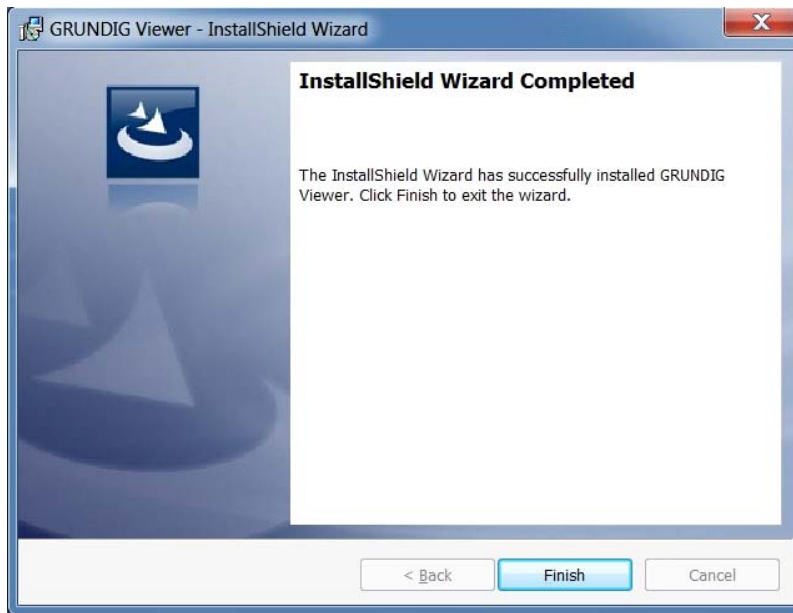 GRUNDIG Viewer - InstallShield Wizard
X
InstallShield Wizard Completed
The InstallShield Wizard has successfully installed GRUNDIG
Viewer. Click Finish to exit the wizard.
< Back
Finish
Cancel